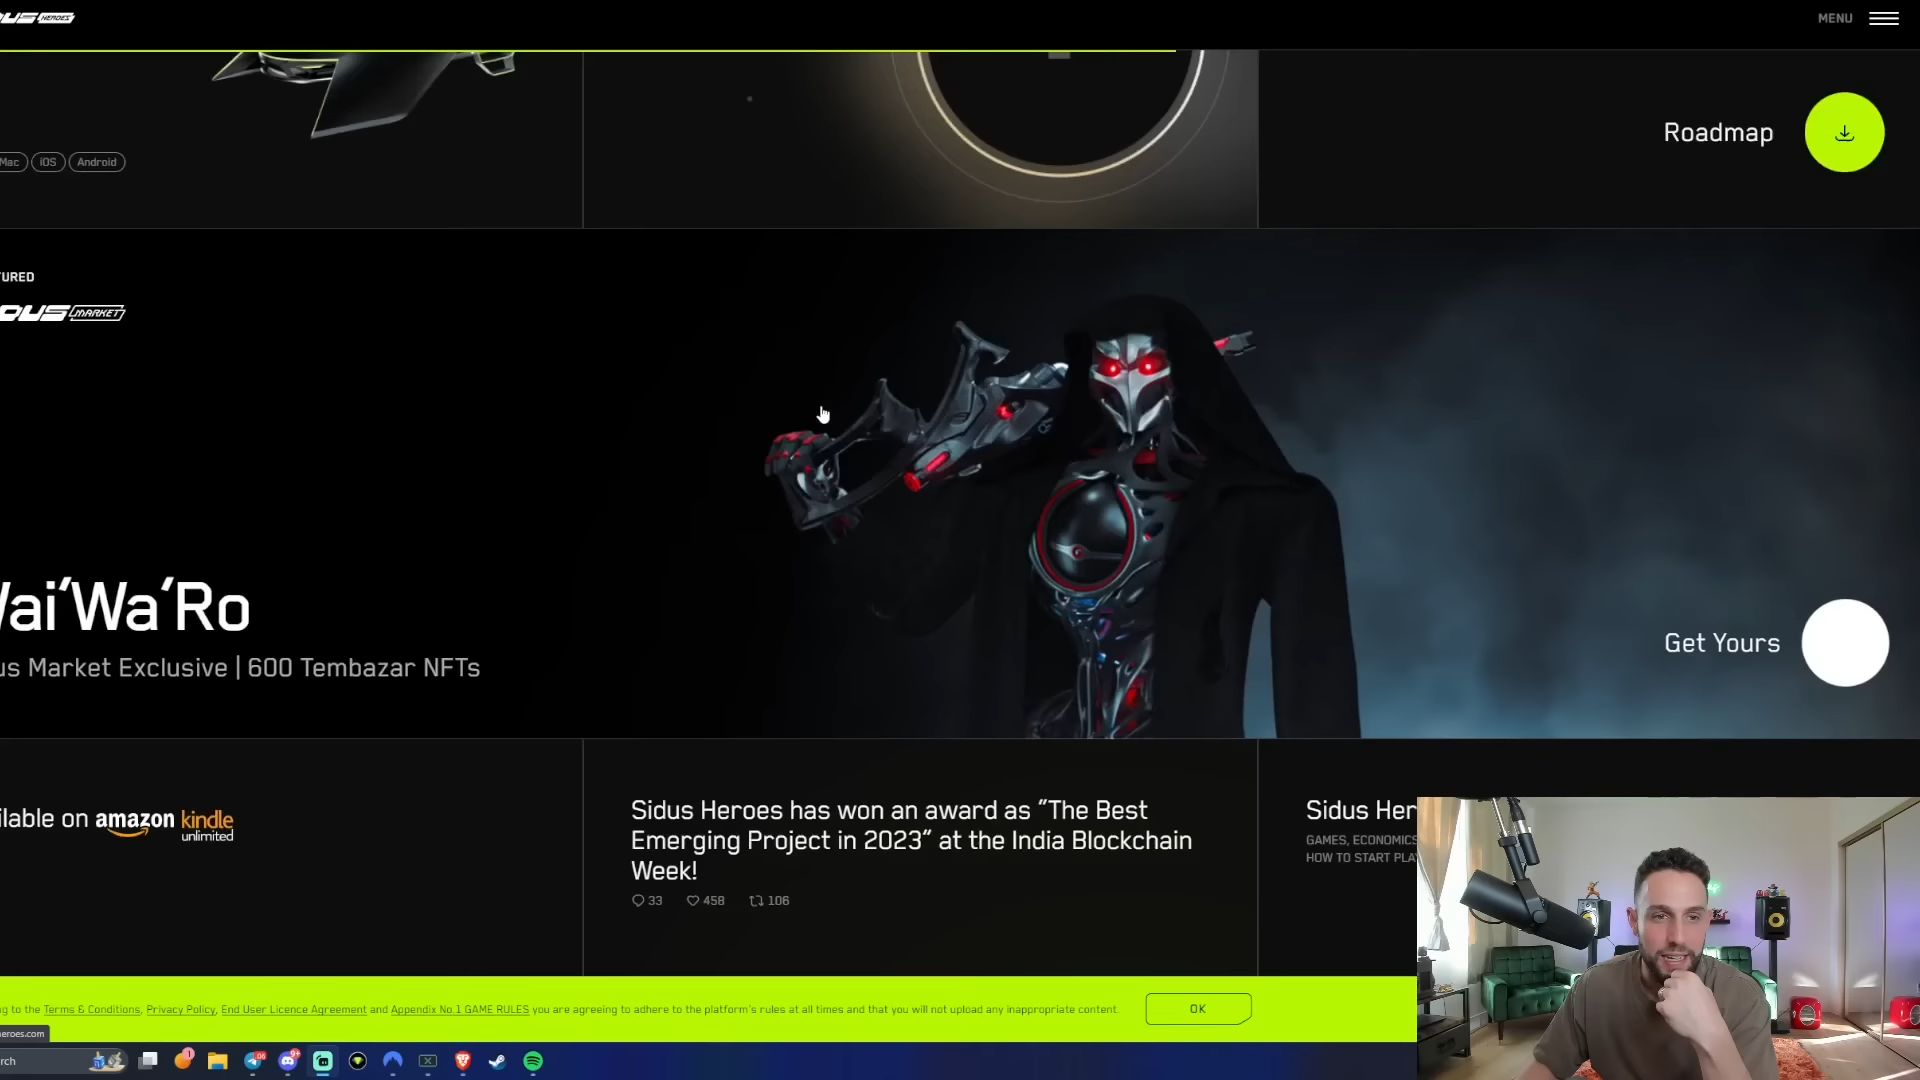 HEROES
MENU
Mac
iOS
Android
Roadmap
MARKET
ai′Wa′Ro
Get Yours
Market Exclusive | 600 Tembazar NFTs
on amazon kindle
unlimited
Sidus Heroes has won an award as “The Best
Emerging Project in 2023” at the India Blockchain
Week!
33
458
106
Sidus Her
GAMES, ECONOMICS
HOW TO START PLA
to the Terms & Conditions, Privacy Policy, End User Licence Agreement and Appendix No.1 GAME RULES you are agreeing to adhere to the platform's rules at all times and that you will not upload any inappropriate content.
OK
eroes.com
rch